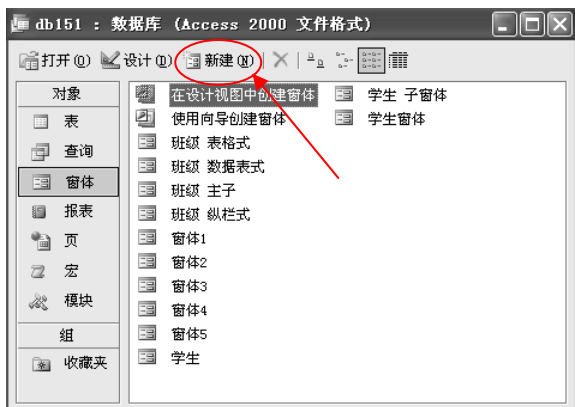 db151 : 数据库 (Access 2000 文件格式)
打开(O) 设计(D) 新建(N)
对象
表
查询
窗体
报表
页
宏
模块
组
收藏夹
在设计视图中创建窗体
使用向导创建窗体
班级 表格式
班级 数据表式
班级 主子
班级 纵栏式
窗体1
窗体2
窗体3
窗体4
窗体5
学生
学生 子窗体
学生窗体